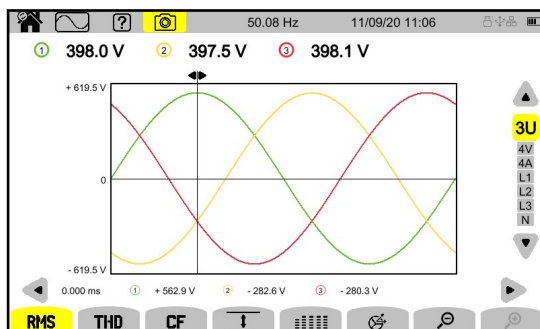 ? 50.08 Hz 11/09/20 11:06
1 398.0 V 2 397.5 V 3 398.1 V
+ 619.5 V
0
- 619.5 V
3U
4V
4A
L1
L2
L3
N
0.000 ms 1 + 562.9 V 2 - 282.6 V 3 - 280.3 V
RMS THD CF